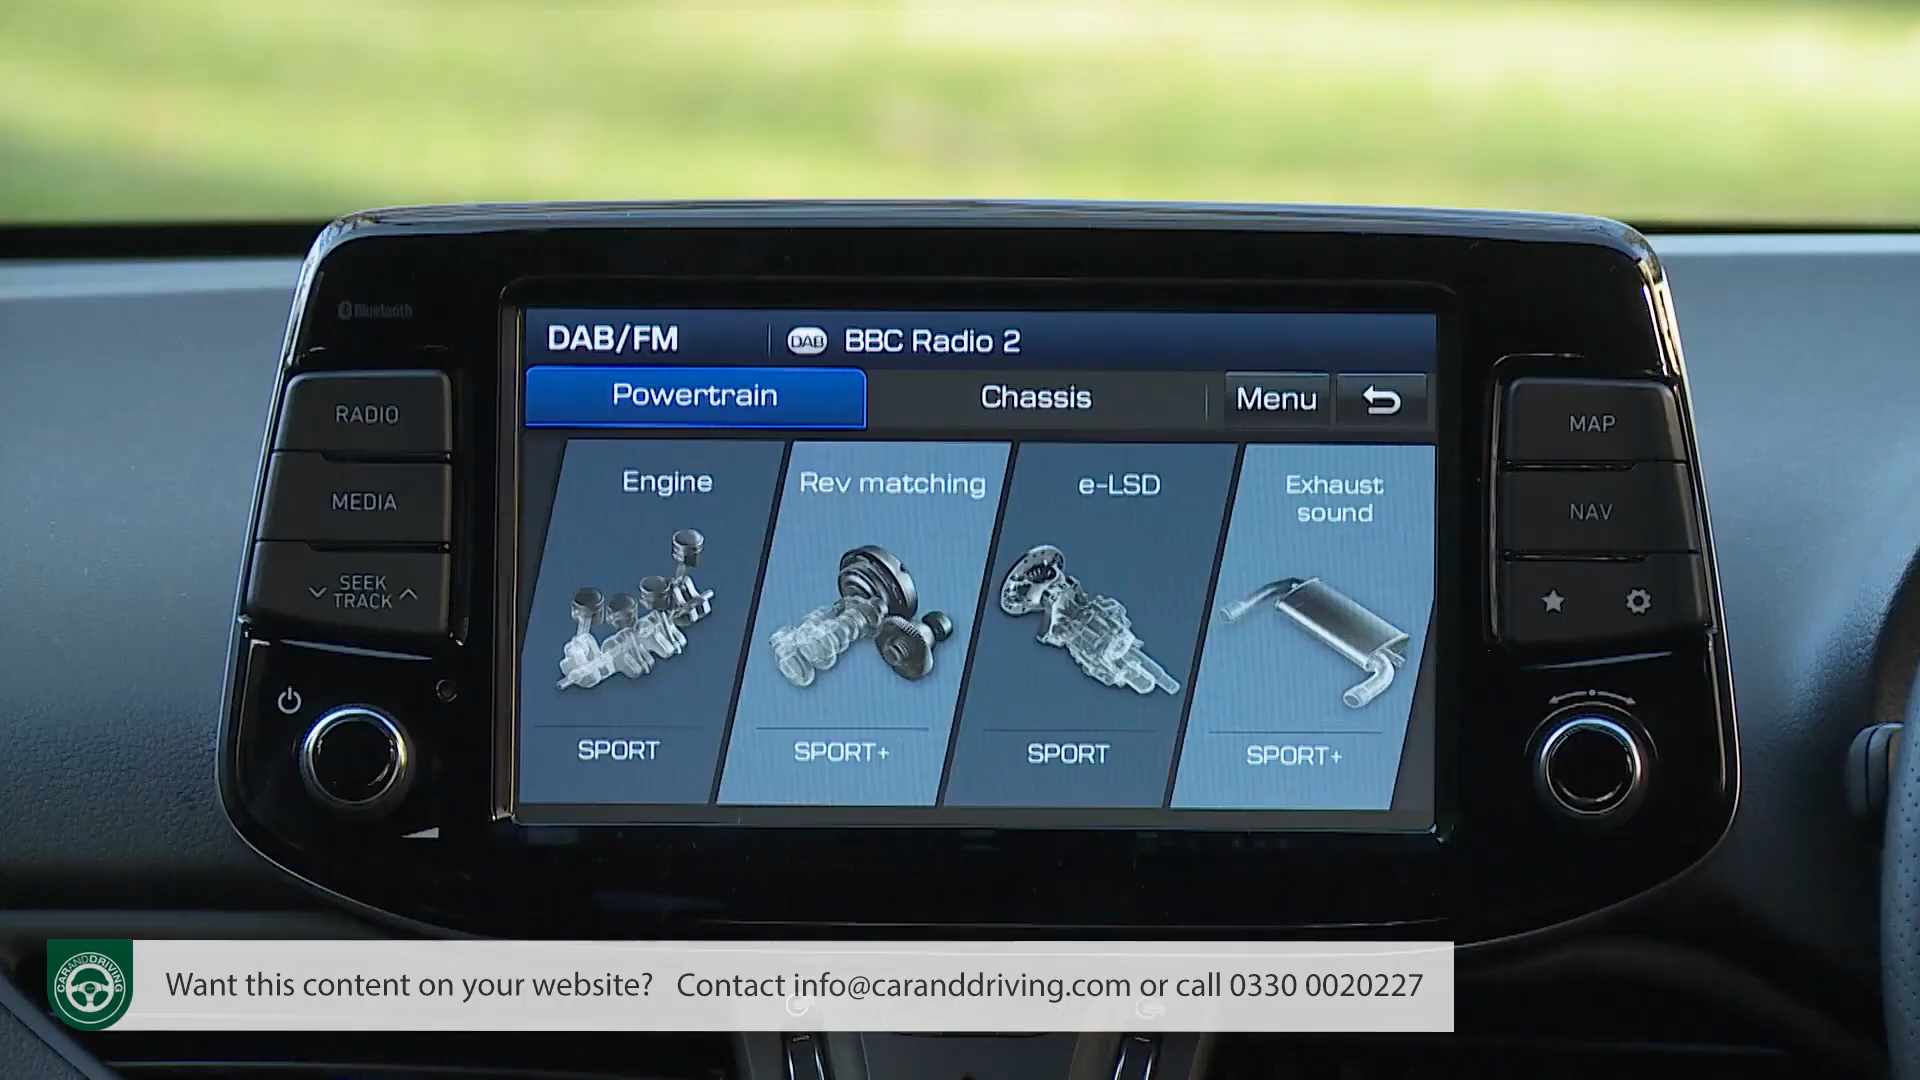 Bluetooth
DAB/FM DAB BBC Radio 2
Powertrain Chassis Menu
RADIO
MEDIA
SEEK
TRACK
MAP
NAV
Engine Rev matching e-LSD Exhaust
sound
SPORT SPORT+ SPORT SPORT+
CARANDDRIVING
Want this content on your website? Contact info@caranddriving.com or call 0330 0020227